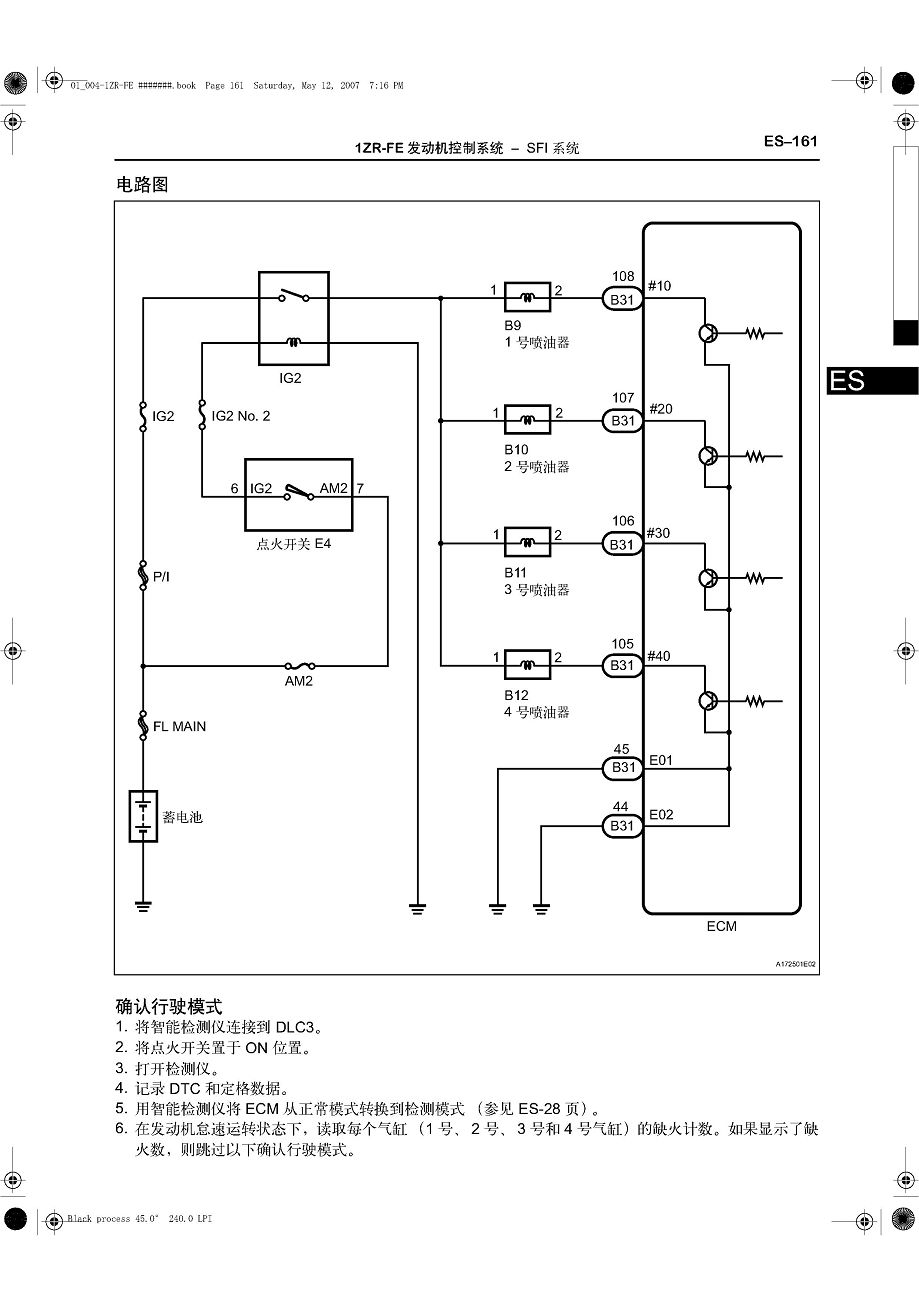 01_004-1ZR-FE #######.book Page 161 Saturday, May 12, 2007 7:16 PM
1ZR-FE 发动机控制系统 – SFI 系统
ES–161
电路图
108
1
2
B31
#10
B9
1 号喷油器
IG2
ES
107
IG2
IG2 No. 2
1
2
B31
#20
B10
2 号喷油器
6
IG2
AM2
7
点火开关 E4
106
1
2
B31
#30
P/I
B11
3 号喷油器
105
1
2
B31
#40
AM2
B12
4 号喷油器
FL MAIN
45
B31
E01
蓄电池
44
B31
E02
ECM
A172501E02
确认行驶模式
1. 将智能检测仪连接到 DLC3。
2. 将点火开关置于 ON 位置。
3. 打开检测仪。
4. 记录 DTC 和定格数据。
5. 用智能检测仪将 ECM 从正常模式转换到检测模式 （参见 ES-28 页）。
6. 在发动机怠速运转状态下，读取每个气缸（1 号、2 号、3 号和 4 号气缸）的缺火计数。如果显示了缺
火数，则跳过以下确认行驶模式。
Black process 45.0° 240.0 LPI